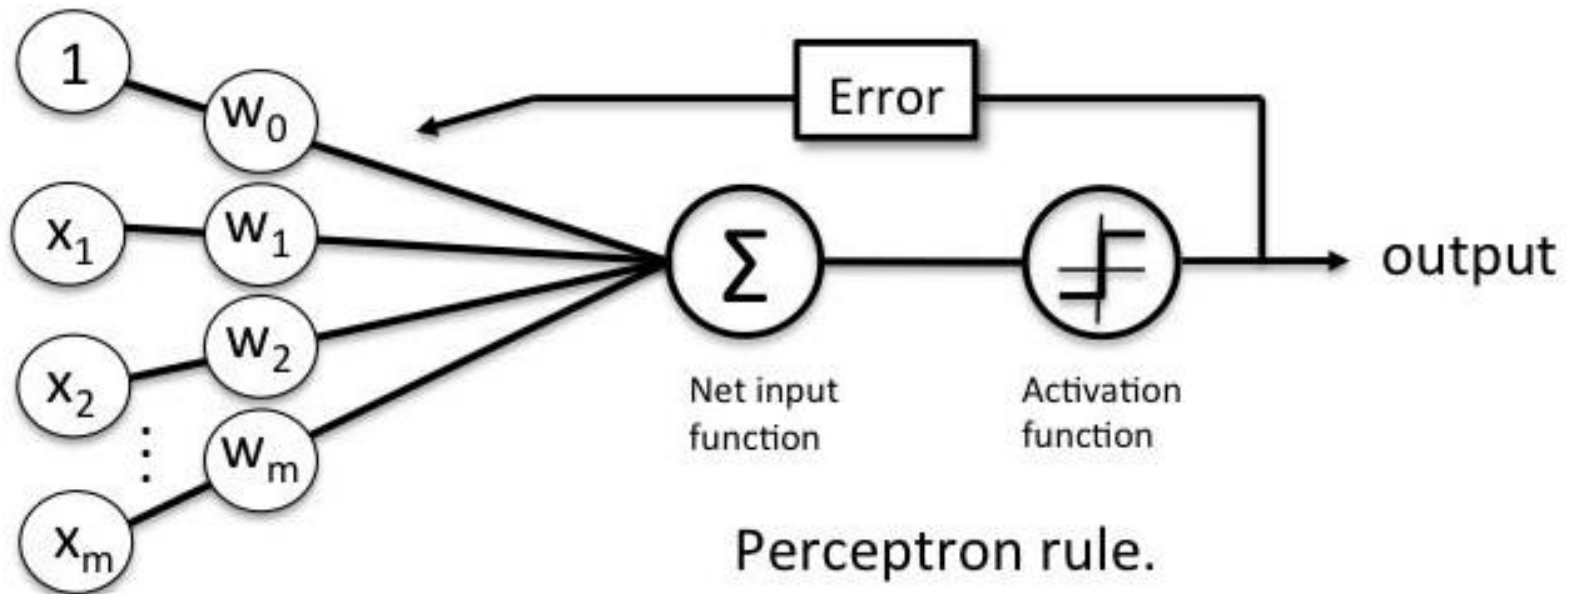 1
w₀
Error
x₁
w₁
Σ
output
x₂
w₂
Net input
function
Activation
function
⋮
wₘ
xₘ
Perceptron rule.